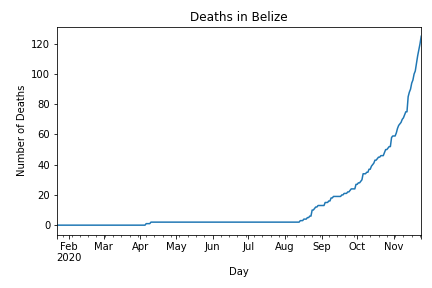 Deaths in Belize
Number of Deaths
120
100
80
60
40
20
0
Feb Mar Apr May Jun Jul Aug Sep Oct Nov
2020
Day